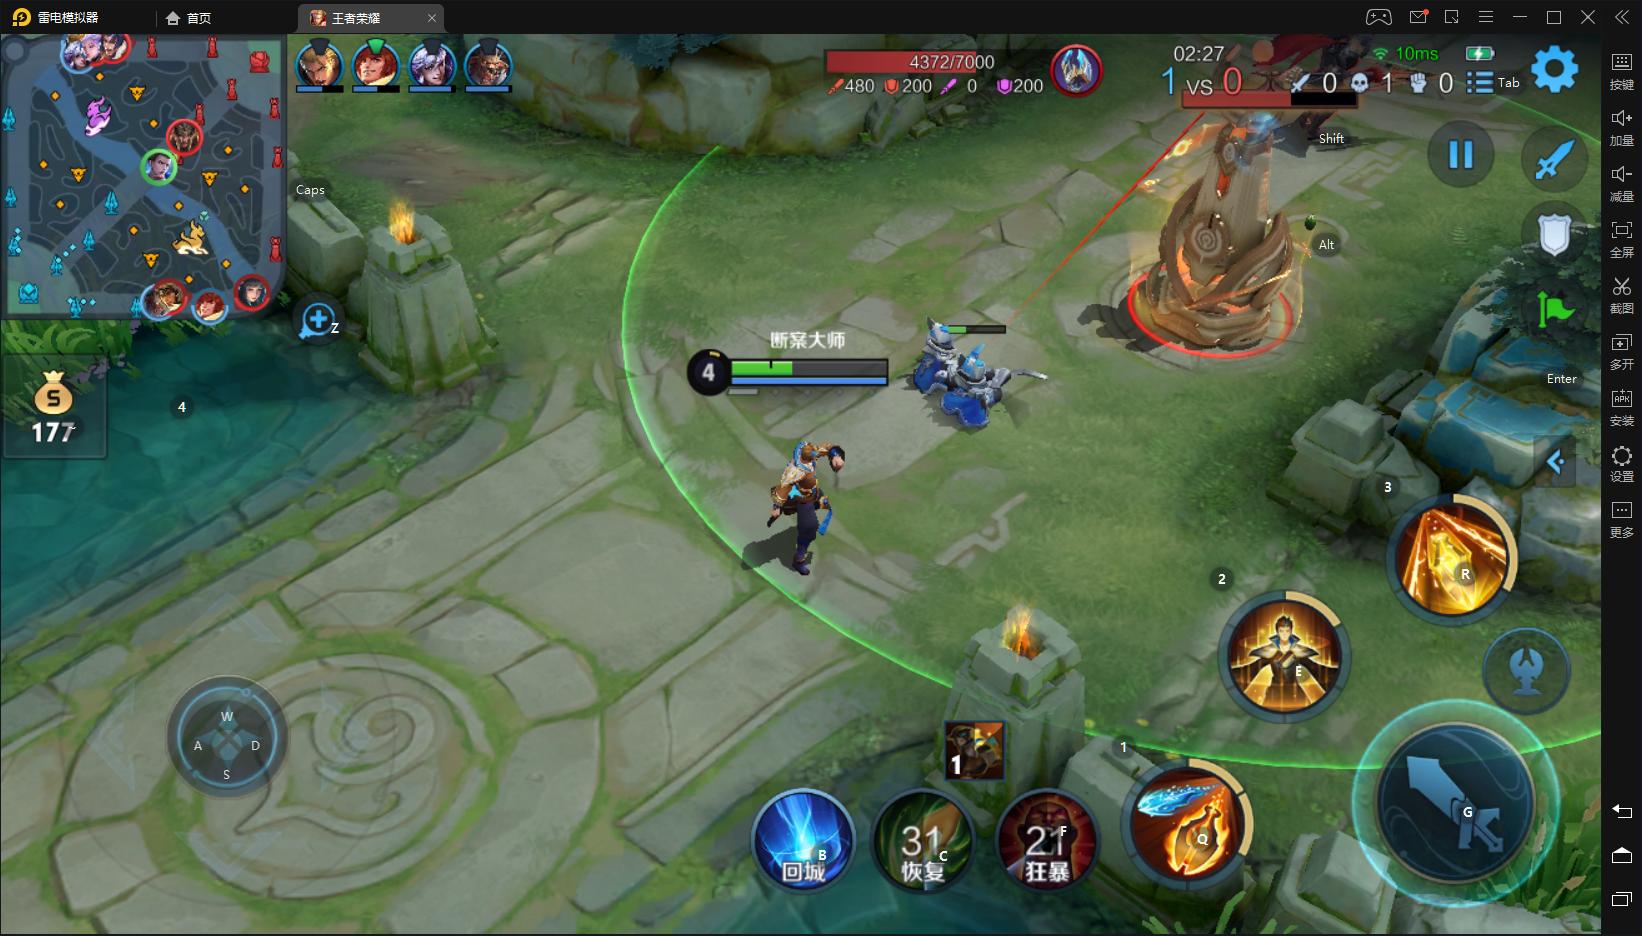 雷电模拟器
首页
王者荣耀
4372/7000
480
200
0
200
02:27
1 VS 0
0
1
0
10ms
Tab
Shift
Alt
Caps
Z
S
177
4
断案大师
4
Enter
3
R
2
E
W
A
D
S
1
1
Q
G
B
回城
31
C
恢复
21
F
狂暴
按键
加量
减量
全屏
截图
多开
APK
安装
设置
更多